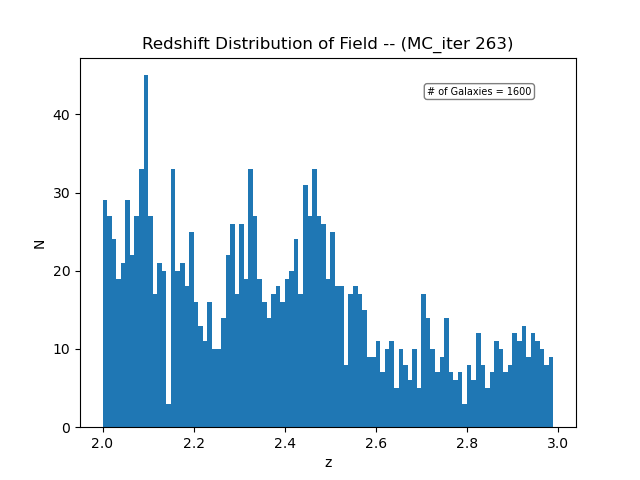 Redshift Distribution of Field -- (MC_iter 263)
# of Galaxies = 1600
40
30
20
10
0
N
2.0 2.2 2.4 2.6 2.8 3.0
z